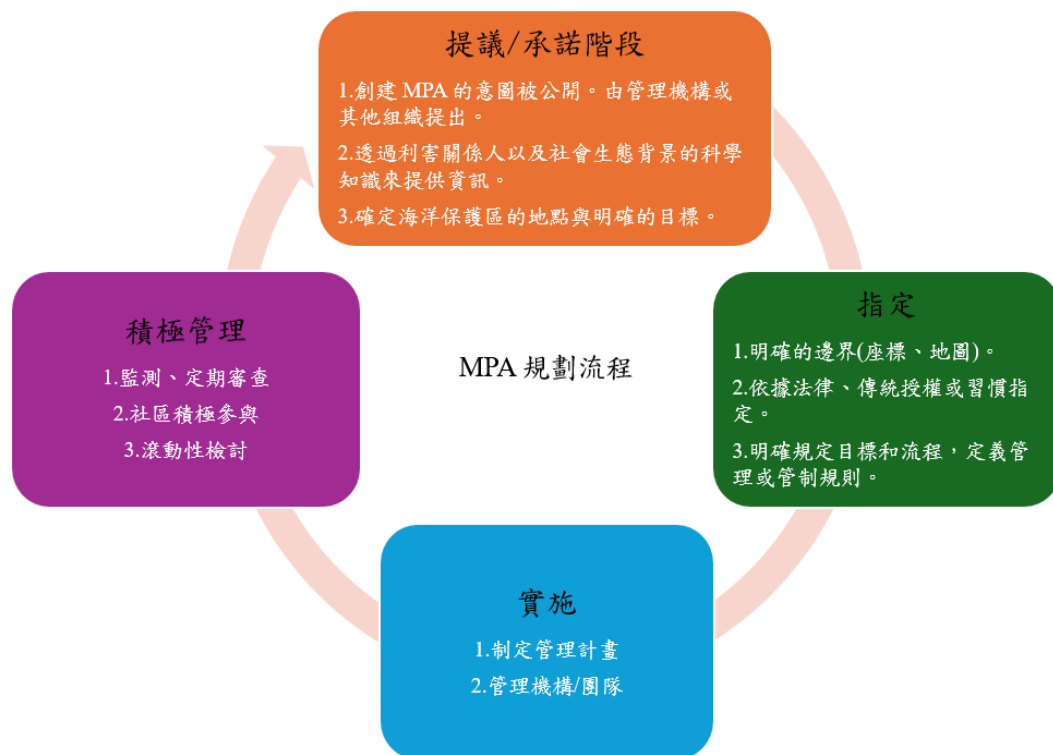 提議/承諾階段
1.創建 MPA 的意圖被公開。由管理機構或
其他組織提出。
2.透過利害關係人以及社會生態背景的科學
知識來提供資訊。
3.確定海洋保護區的地點與明確的目標。
指定
1.明確的邊界(座標、地圖)。
2.依據法律、傳統授權或習慣指
定。
3.明確規定目標和流程，定義管
理或管制規則。
實施
1.制定管理計畫
2.管理機構/團隊
積極管理
1.監測、定期審查
2.社區積極參與
3.滾動性檢討
MPA 規劃流程